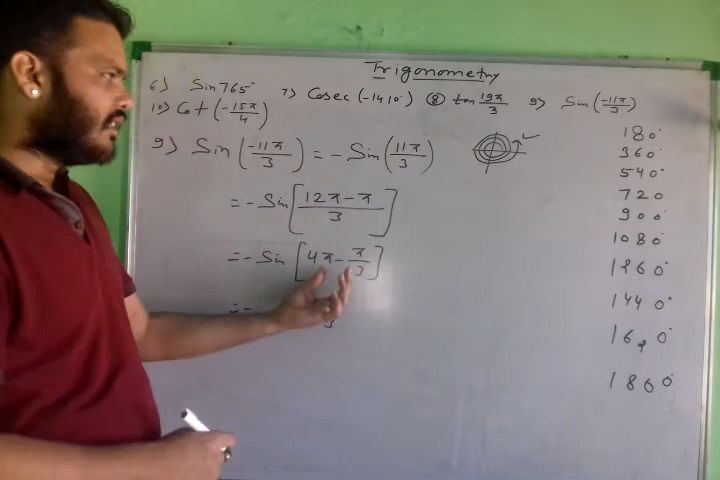 Trigonometry
6) Sin 765° 7) Cosec (-1410°) ⑧ tan 19π/3 9) Sin (-11π/3)
10) Cot (-15π/4)
9) Sin (-11π/3) = - Sin (11π/3)
= - Sin [12π - π / 3]
= - Sin [4π - π/3]
= -
3
180°
360°
540°
720
900
1080°
1260°
1440°
1860°